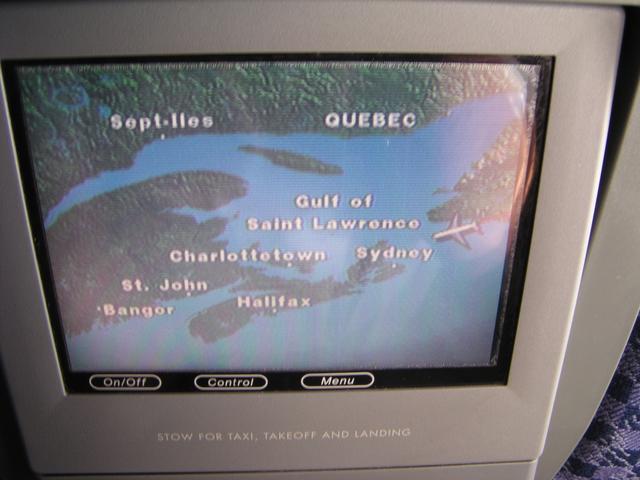 Sept-Iles QUEBEC
Gulf of
Saint Lawrence
Charlottetown Sydney
St. John
Bangor Halifax
On/Off Control Menu
STOW FOR TAXI, TAKEOFF AND LANDING